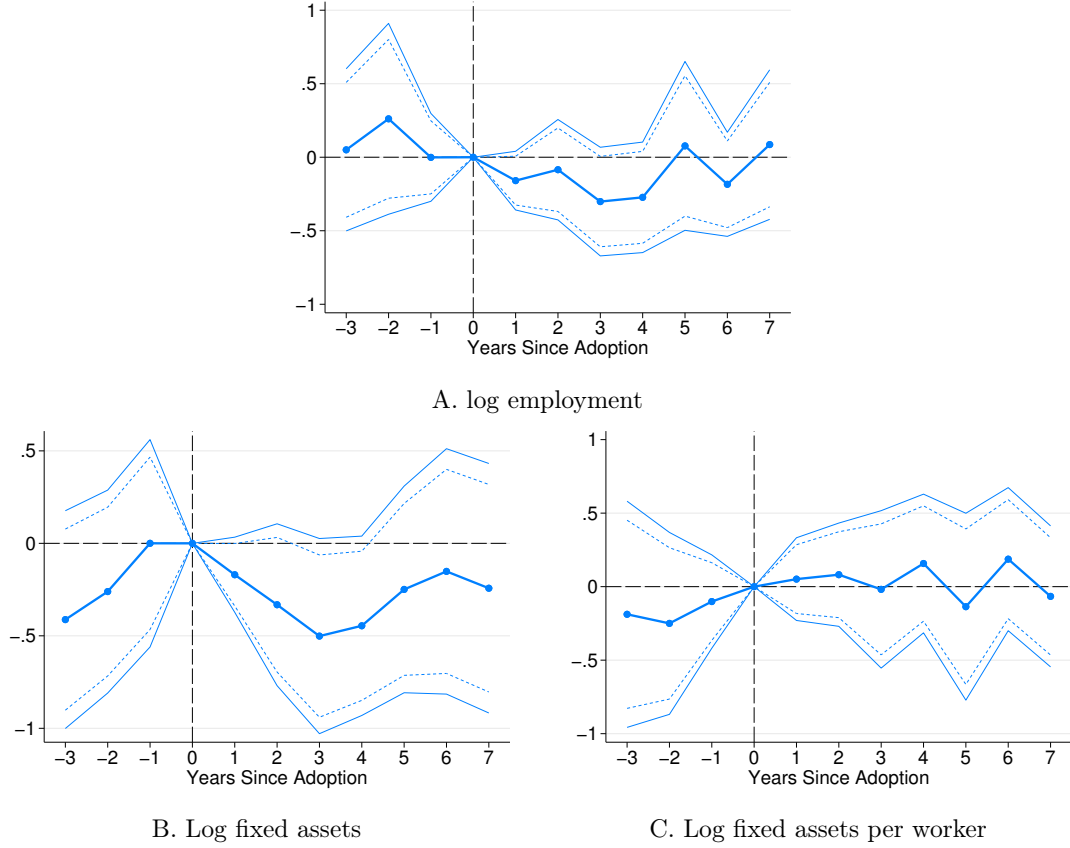 1
.5
0
−.5
−1
−3 −2 −1 0 1 2 3 4 5 6 7
Years Since Adoption
A. log employment
.5
0
−.5
−1
−3 −2 −1 0 1 2 3 4 5 6 7
Years Since Adoption
B. Log fixed assets
1
.5
0
−.5
−1
−3 −2 −1 0 1 2 3 4 5 6 7
Years Since Adoption
C. Log fixed assets per worker